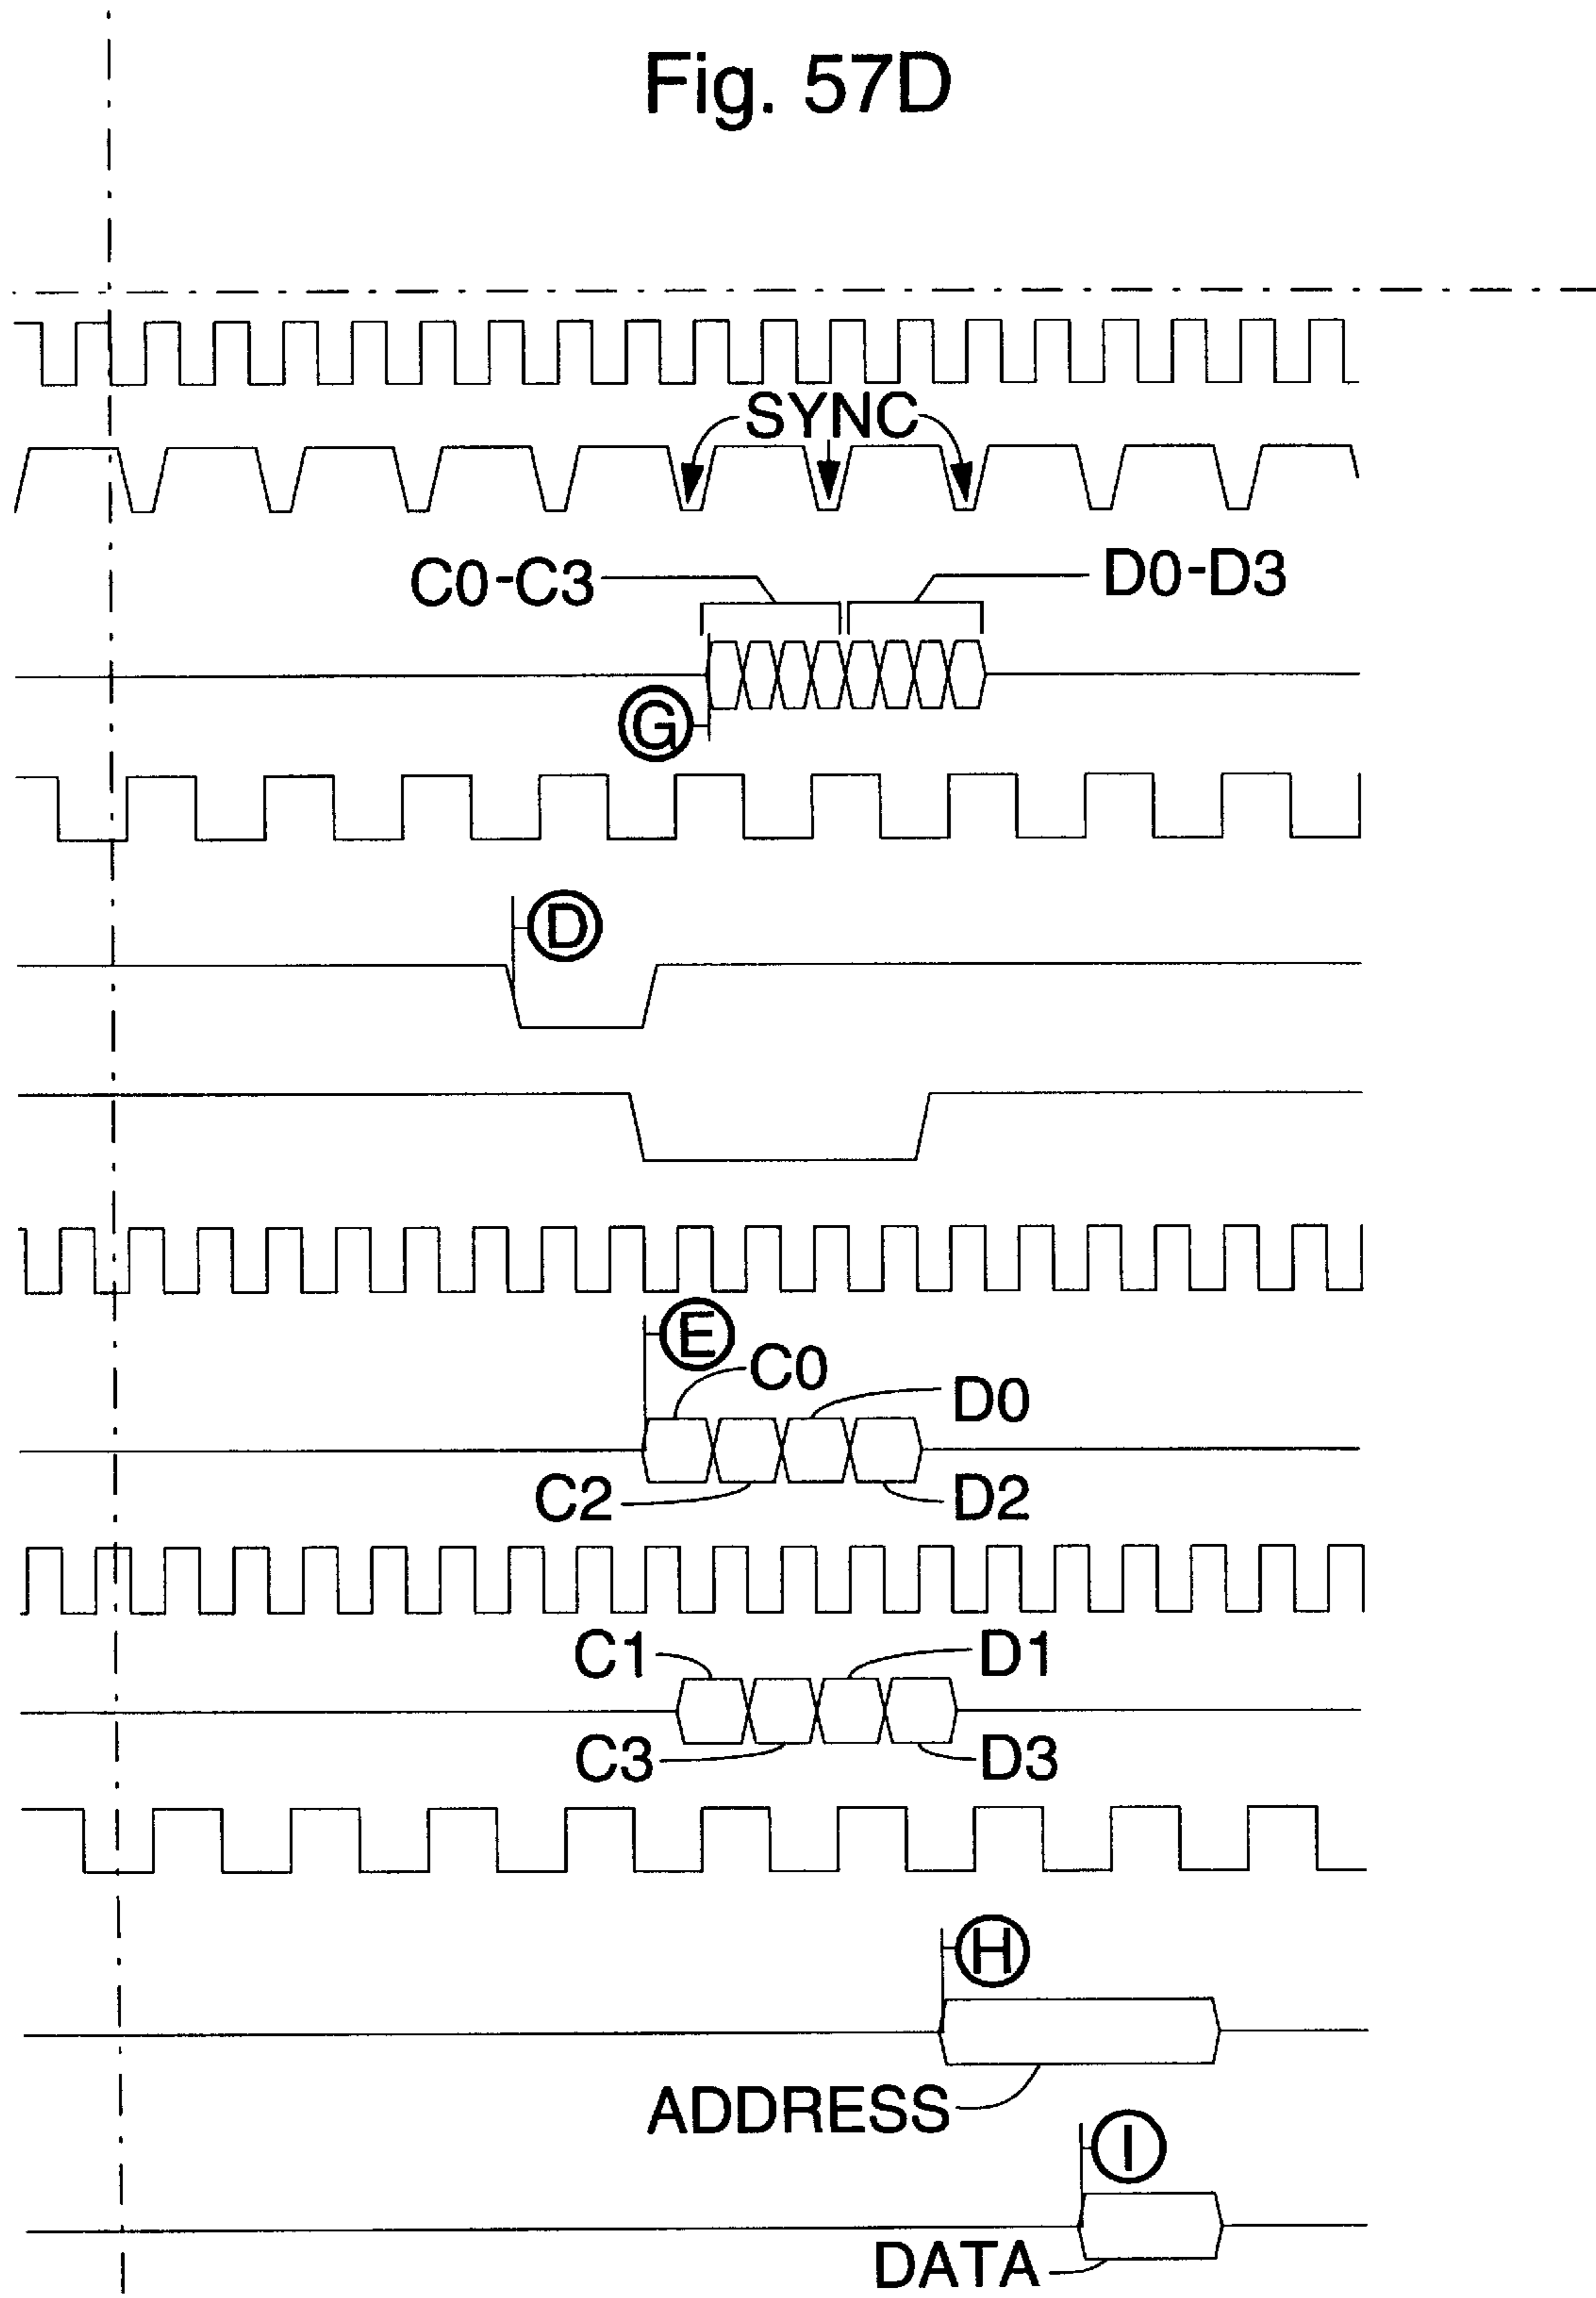 Fig. 57D
SYNC
C0-C3 D0-D3
G
D
E
C0
D0
C2 D2
C1 D1
C3 D3
H
ADDRESS
I
DATA